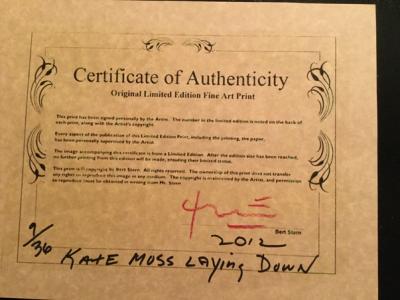 Certificate of Authenticity
Original Limited Edition Fine Art Print
This print has been signed personally by the Artist. The number in the limited edition is noted on the back
of each print, along with the Artist's copyright.
Every aspect of the publication of this Limited Edition Print, including the printing, the paper,
has been personally supervised by the Artist.
The image accompanying this certificate is from a Limited Edition. After the edition size has been reached,
no further printing from this edition will be made, ensuring their limited status.
This print is © copyright by Bert Stern. All rights reserved. The ownership of this print does not transfer
any rights to reproduce this image in any medium. The copyright is maintained by the Artist, and permission
to reproduce must be obtained in writing from Mr. Stern
Bert Stern
2012
9/36 KATE MOSS LAYING DOWN